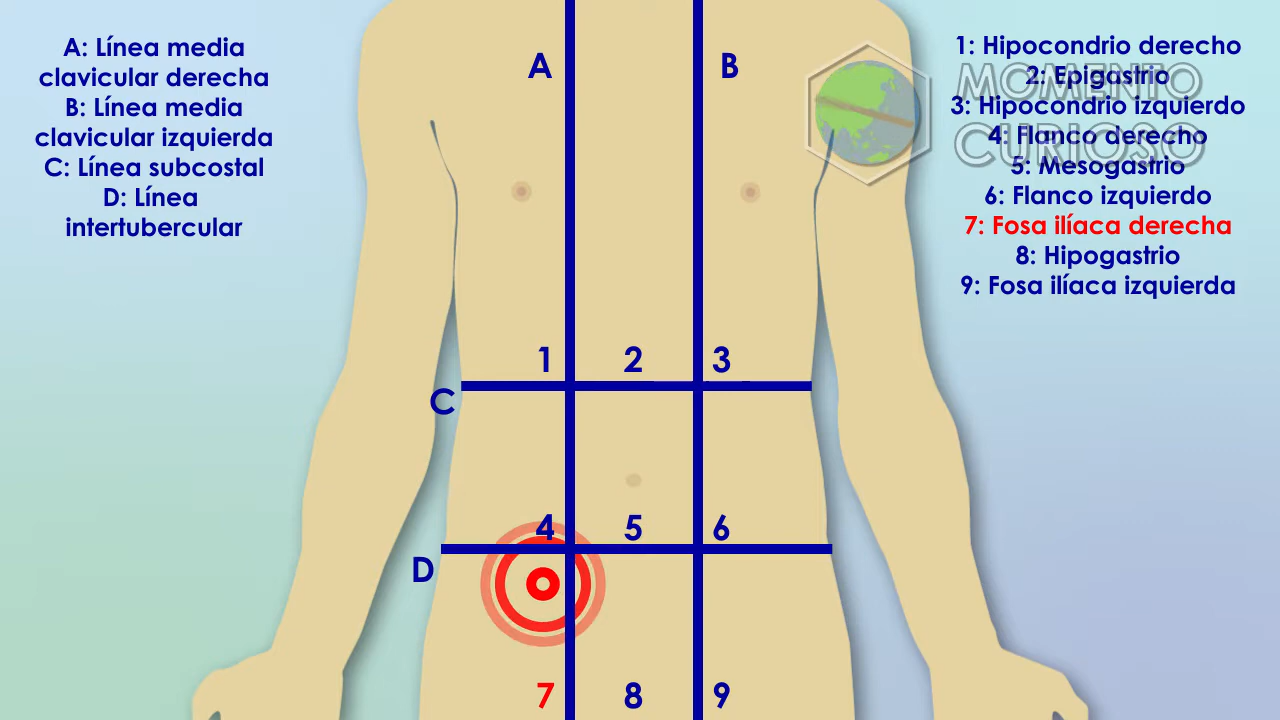 A: Línea media
clavicular derecha
B: Línea media
clavicular izquierda
C: Línea subcostal
D: Línea
intertubercular
A
B
1: Hipocondrio derecho
2: Epigastrio
3: Hipocondrio izquierdo
4: Flanco derecho
5: Mesogastrio
6: Flanco izquierdo
7: Fosa ilíaca derecha
8: Hipogastrio
9: Fosa ilíaca izquierda
MOMENTO
CURIOSO
1 2 3
C
4 5 6
D
7 8 9